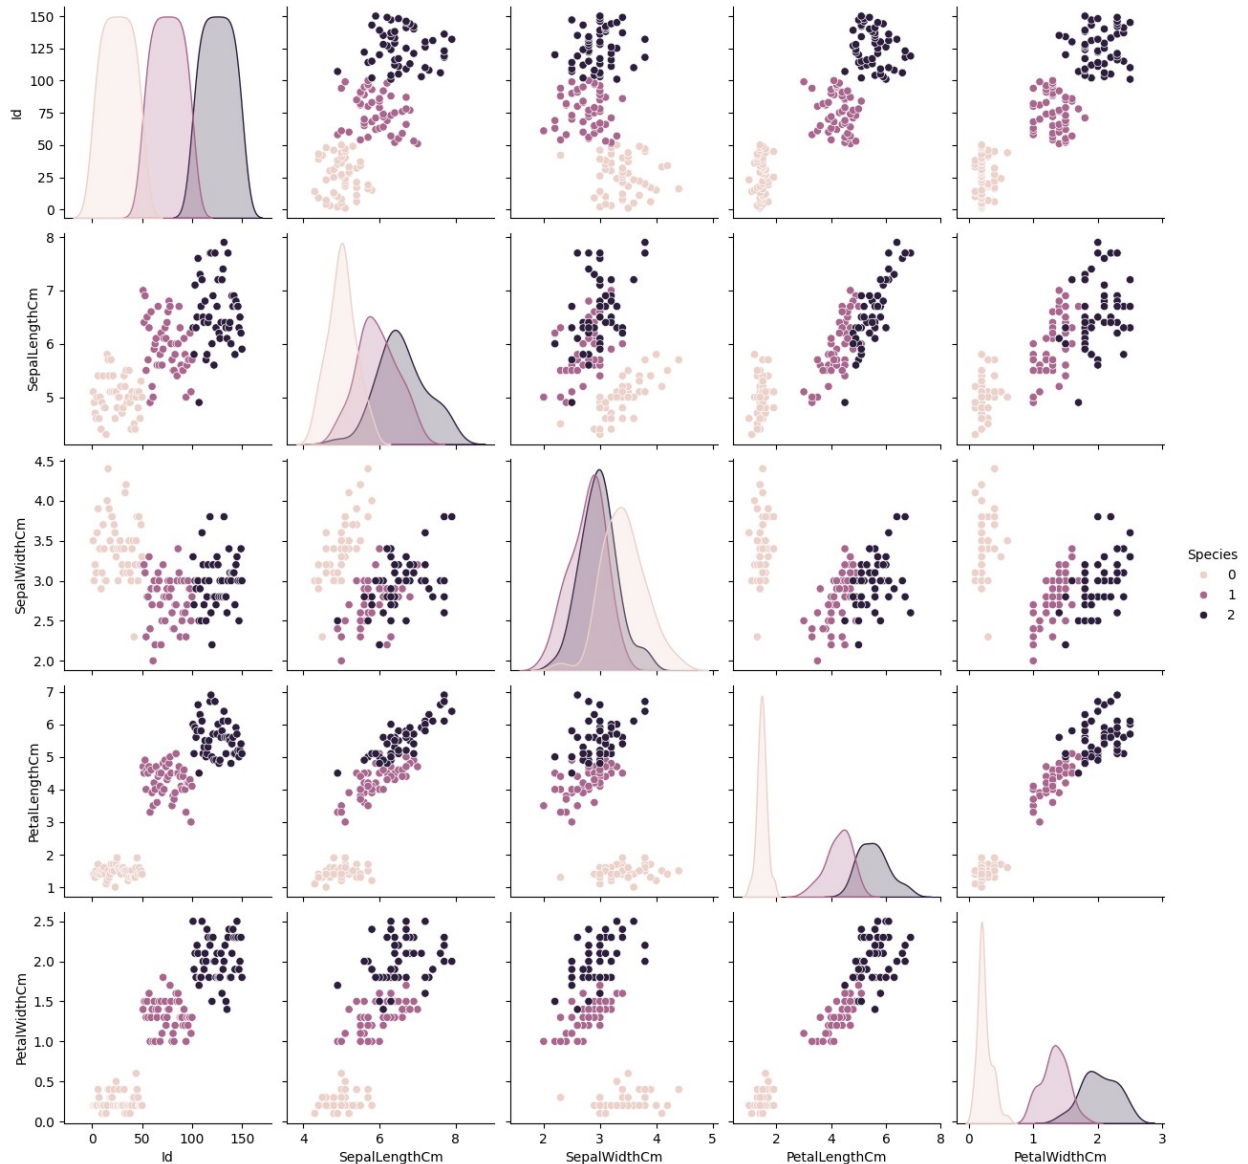 150
125
100
75
50
25
0
Id
8
7
6
5
SepalLengthCm
4.5
4.0
3.5
3.0
2.5
2.0
SepalWidthCm
Species
0
1
2
7
6
5
4
3
2
1
PetalLengthCm
2.5
2.0
1.5
1.0
0.5
0.0
PetalWidthCm
0 50 100 150
Id
4 6 8
SepalLengthCm
2 3 4 5
SepalWidthCm
2 4 6 8
PetalLengthCm
0 1 2 3
PetalWidthCm